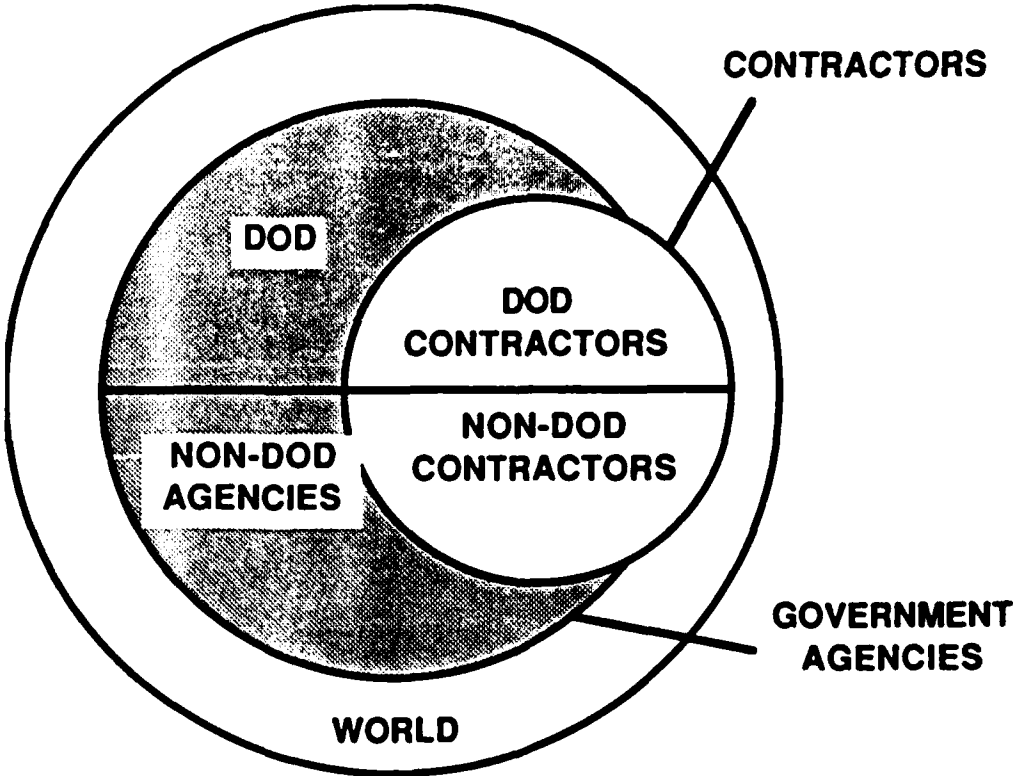 CONTRACTORS
DOD
DOD
CONTRACTORS
NON-DOD
CONTRACTORS
NON-DOD
AGENCIES
GOVERNMENT
AGENCIES
WORLD